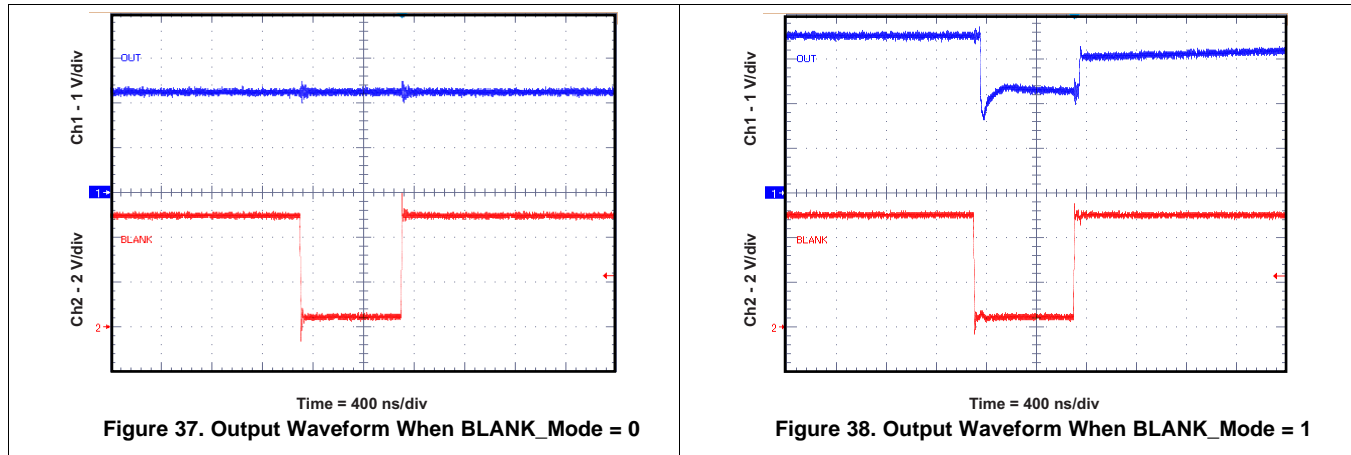 Ch1 - 1 V/div
OUT
1
Ch2 - 2 V/div
BLANK
2
Time = 400 ns/div
Figure 37. Output Waveform When BLANK_Mode = 0
Ch1 - 1 V/div
OUT
1
Ch2 - 2 V/div
BLANK
2
Time = 400 ns/div
Figure 38. Output Waveform When BLANK_Mode = 1